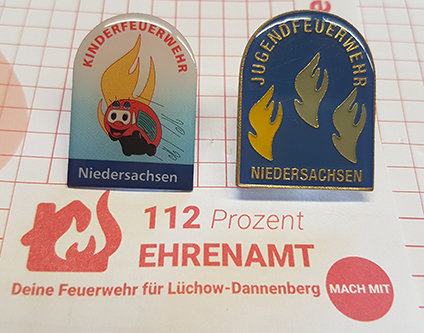 KINDERFEUERWEHR
Niedersachsen
JUGENDFEUERWEHR
NIEDERSACHSEN
112 Prozent
EHRENAMT
Deine Feuerwehr für Lüchow-Dannenberg
MACH MIT